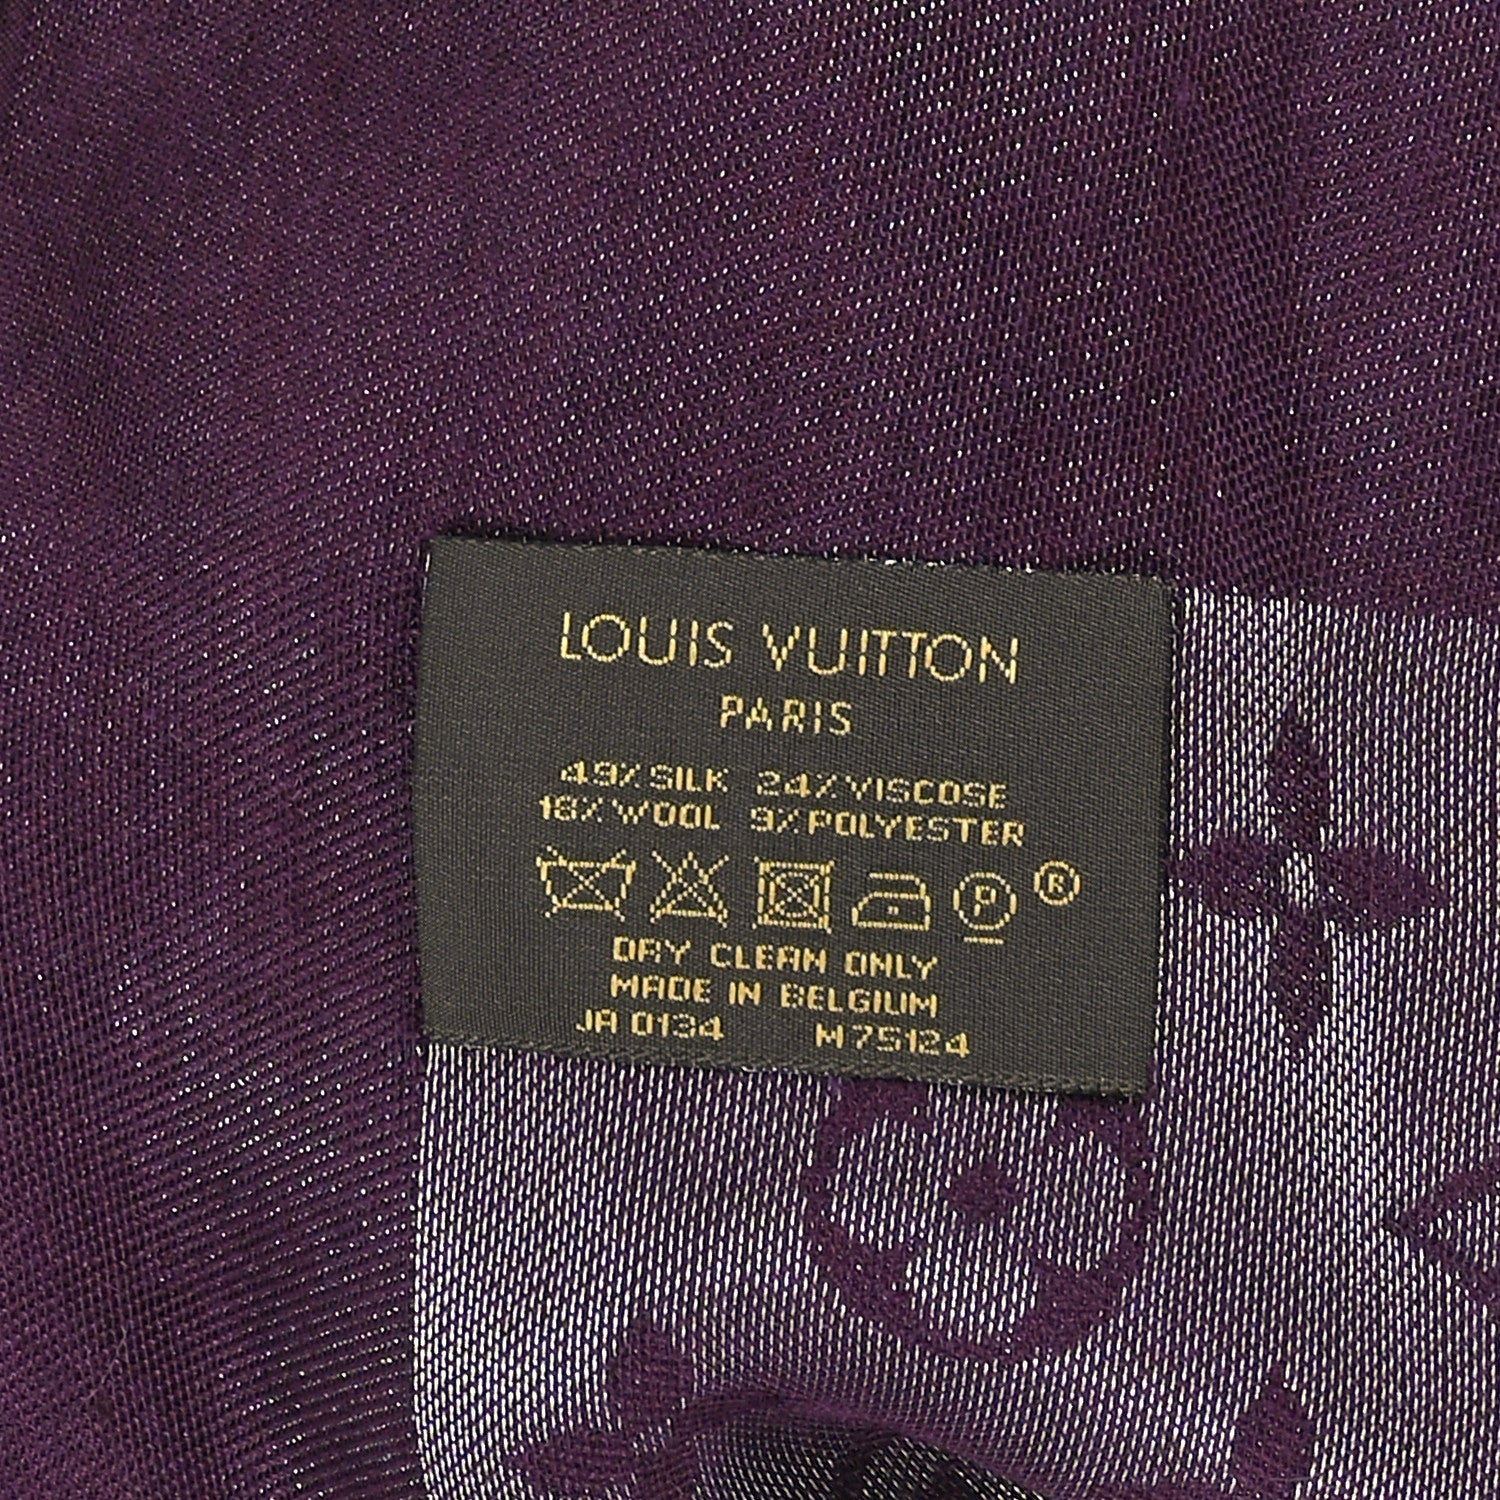 LOUIS VUITTON
PARIS
49% SILK 24% VISCOSE
18% WOOL 9% POLYESTER
P ®
DRY CLEAN ONLY
MADE IN BELGIUM
JA 0134 M75124